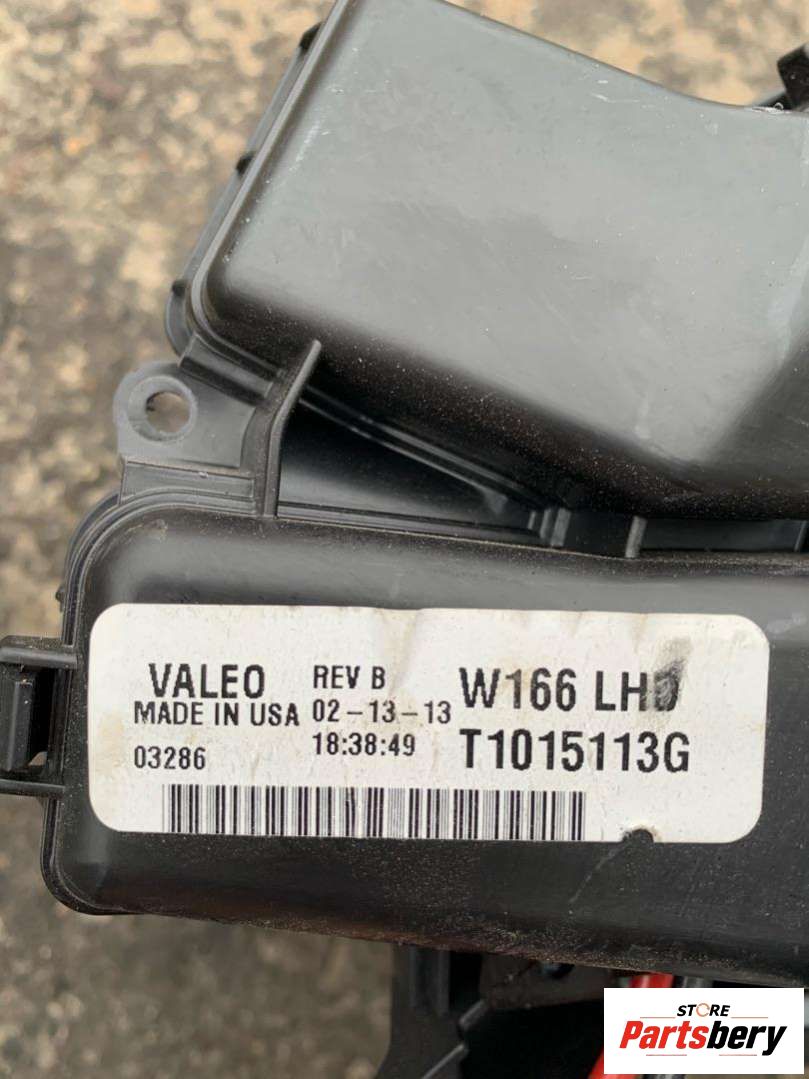 VALEO REV B W166 LHD
MADE IN USA 02-13-13
03286 18:38:49 T1015113G
STORE
Partsbery